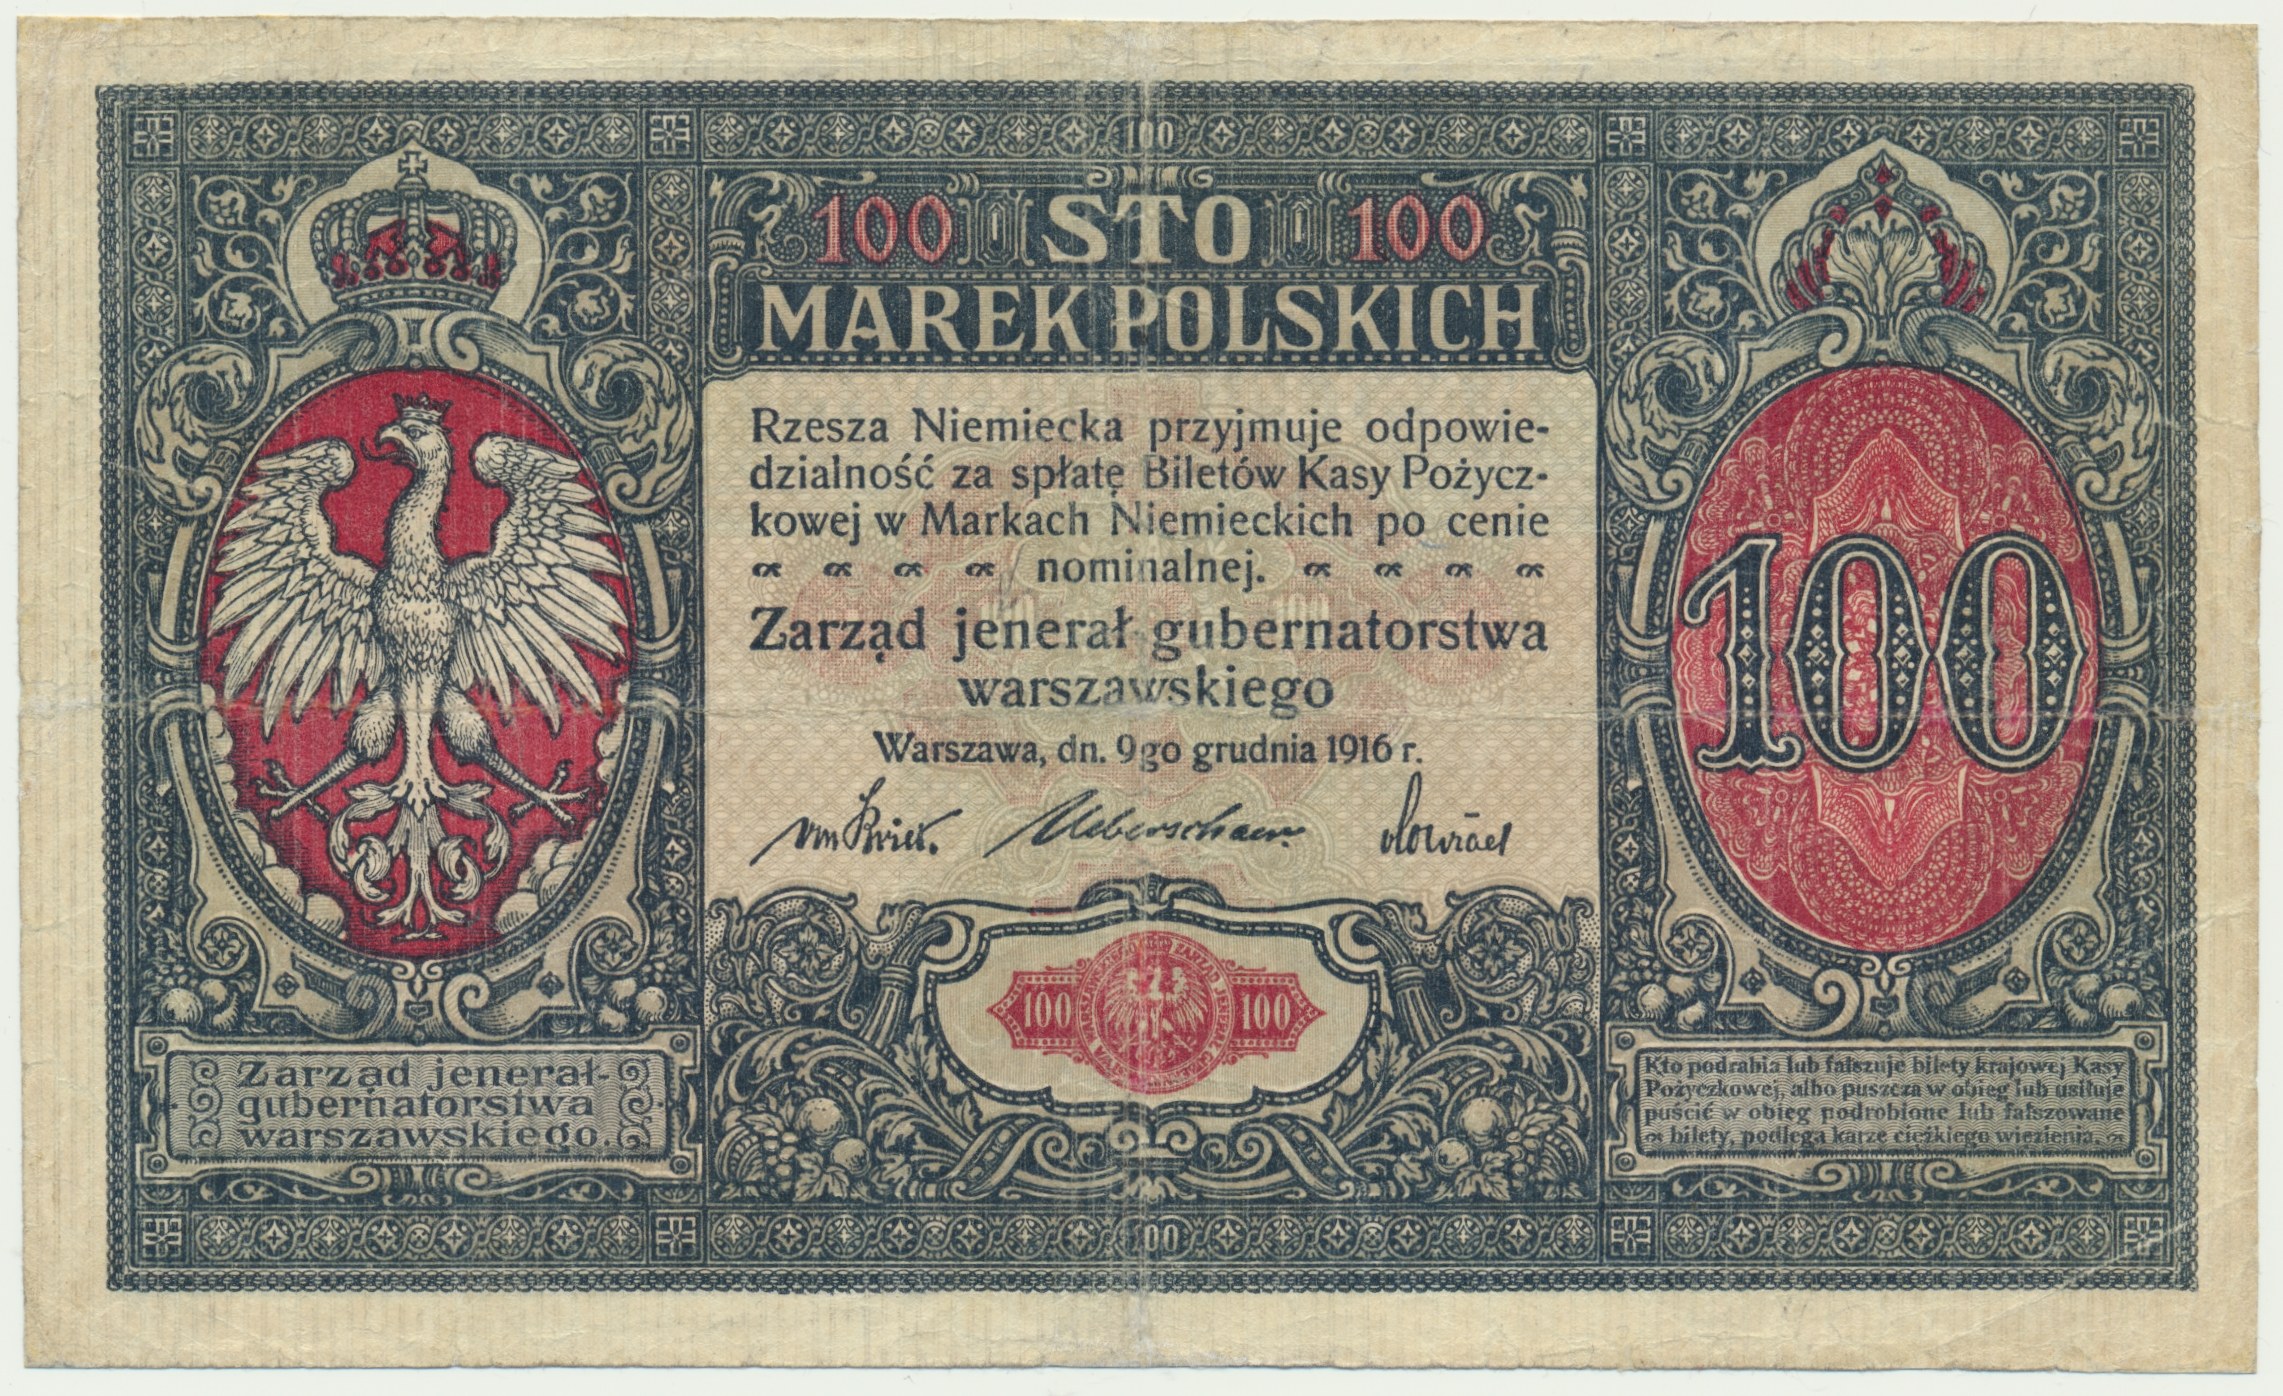 100
100 STO 100
MAREK POLSKICH
Rzesza Niemiecka przyjmuje odpowie-
dzialność za spłatę Biletów Kasy Pożycz-
kowej w Markach Niemieckich po cenie
nominalnej.
Zarząd jenerał-gubernatorstwa
warszawskiego
Warszawa, dn. 9go grudnia 1916 r.
100
100 100
Zarząd jenerał-
gubernatorstwa
warszawskiego.
Kto podrabia lub fałszuje bilety krajowej Kasy
Pożyczkowej, albo puszcza w obieg lub usiłuje
puścić w obieg podrobione lub fałszowane
bilety, podlega karze ciężkiego więzienia.
100